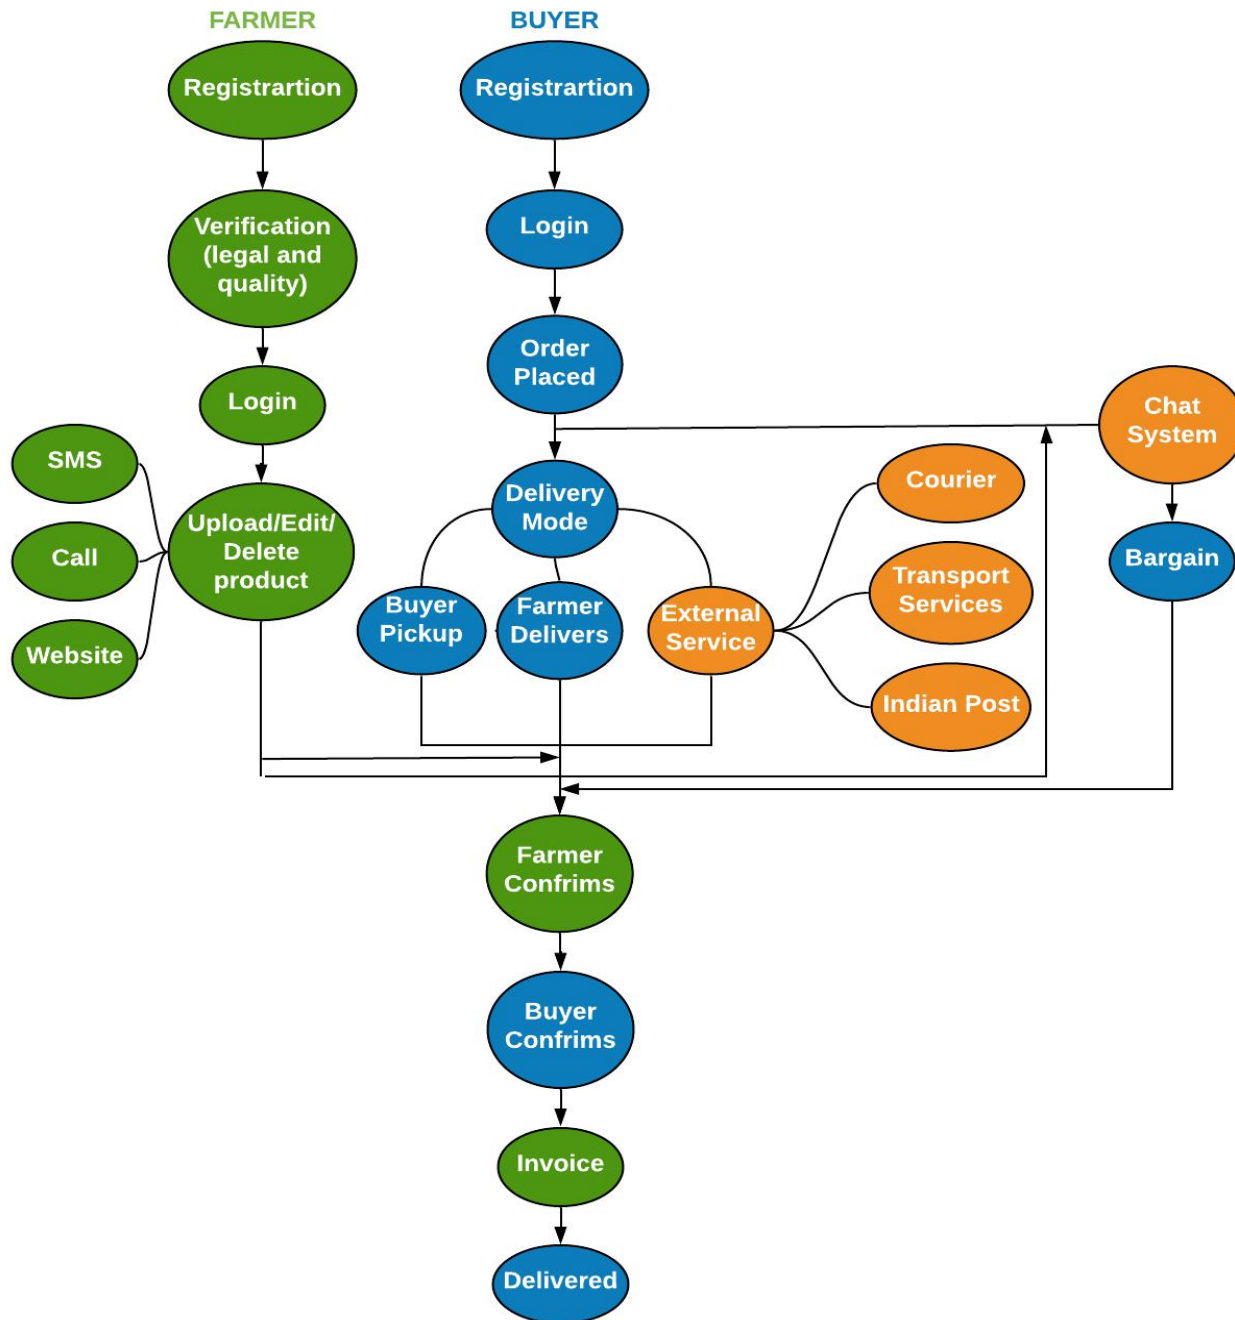 FARMER
BUYER
Registrartion
Registrartion
Verification
(legal and
quality)
Login
Order
Placed
Login
Chat
System
SMS
Courier
Delivery
Mode
Upload/Edit/
Delete
product
Call
Bargain
Transport
Services
Buyer
Pickup
Farmer
Delivers
External
Service
Website
Indian Post
Farmer
Confrims
Buyer
Confrims
Invoice
Delivered